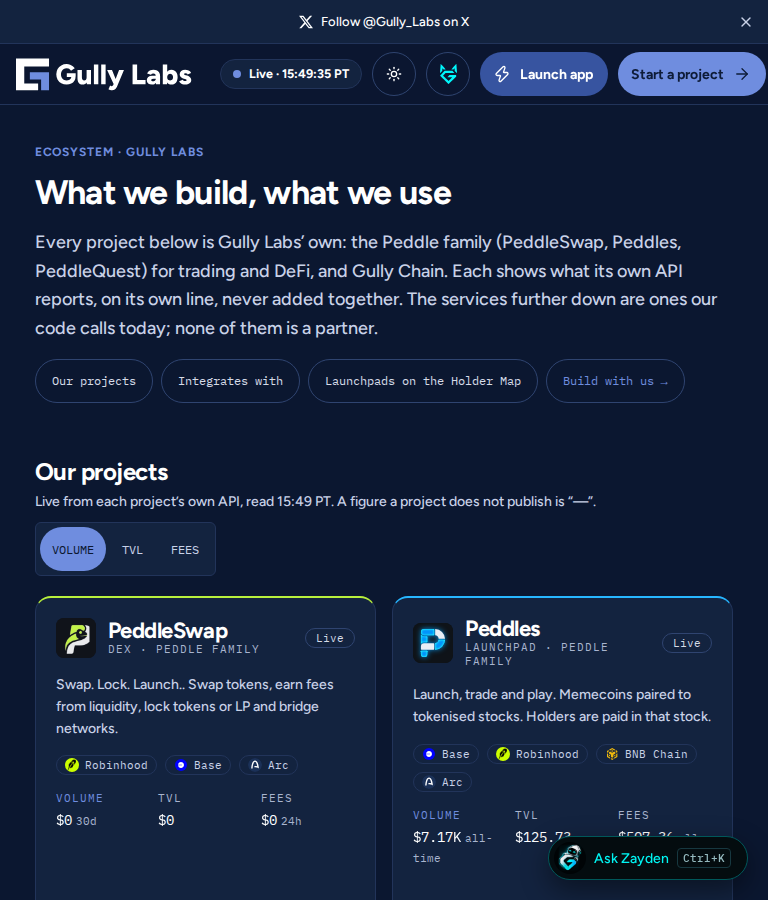 Follow @Gully_Labs on X
Gully Labs
Live · 15:49:35 PT
Launch app
Start a project →
ECOSYSTEM · GULLY LABS
What we build, what we use
Every project below is Gully Labs’ own: the Peddle family (PeddleSwap, Peddles,
PeddleQuest) for trading and DeFi, and Gully Chain. Each shows what its own API
reports, on its own line, never added together. The services further down are ones our
code calls today; none of them is a partner.
Our projects
Integrates with
Launchpads on the Holder Map
Build with us →
Our projects
Live from each project’s own API, read 15:49 PT. A figure a project does not publish is “—”.
VOLUME
TVL
FEES
PeddleSwap
DEX · PEDDLE FAMILY
Live
Swap. Lock. Launch.. Swap tokens, earn fees
from liquidity, lock tokens or LP and bridge
networks.
Robinhood
Base
Arc
VOLUME
TVL
FEES
$0 30d
$0
$0 24h
Peddles
LAUNCHPAD · PEDDLE
FAMILY
Live
Launch, trade and play. Memecoins paired to
tokenised stocks. Holders are paid in that stock.
Base
Robinhood
BNB Chain
Arc
VOLUME
TVL
FEES
$7.17K all-
time
Ask Zayden
Ctrl+K